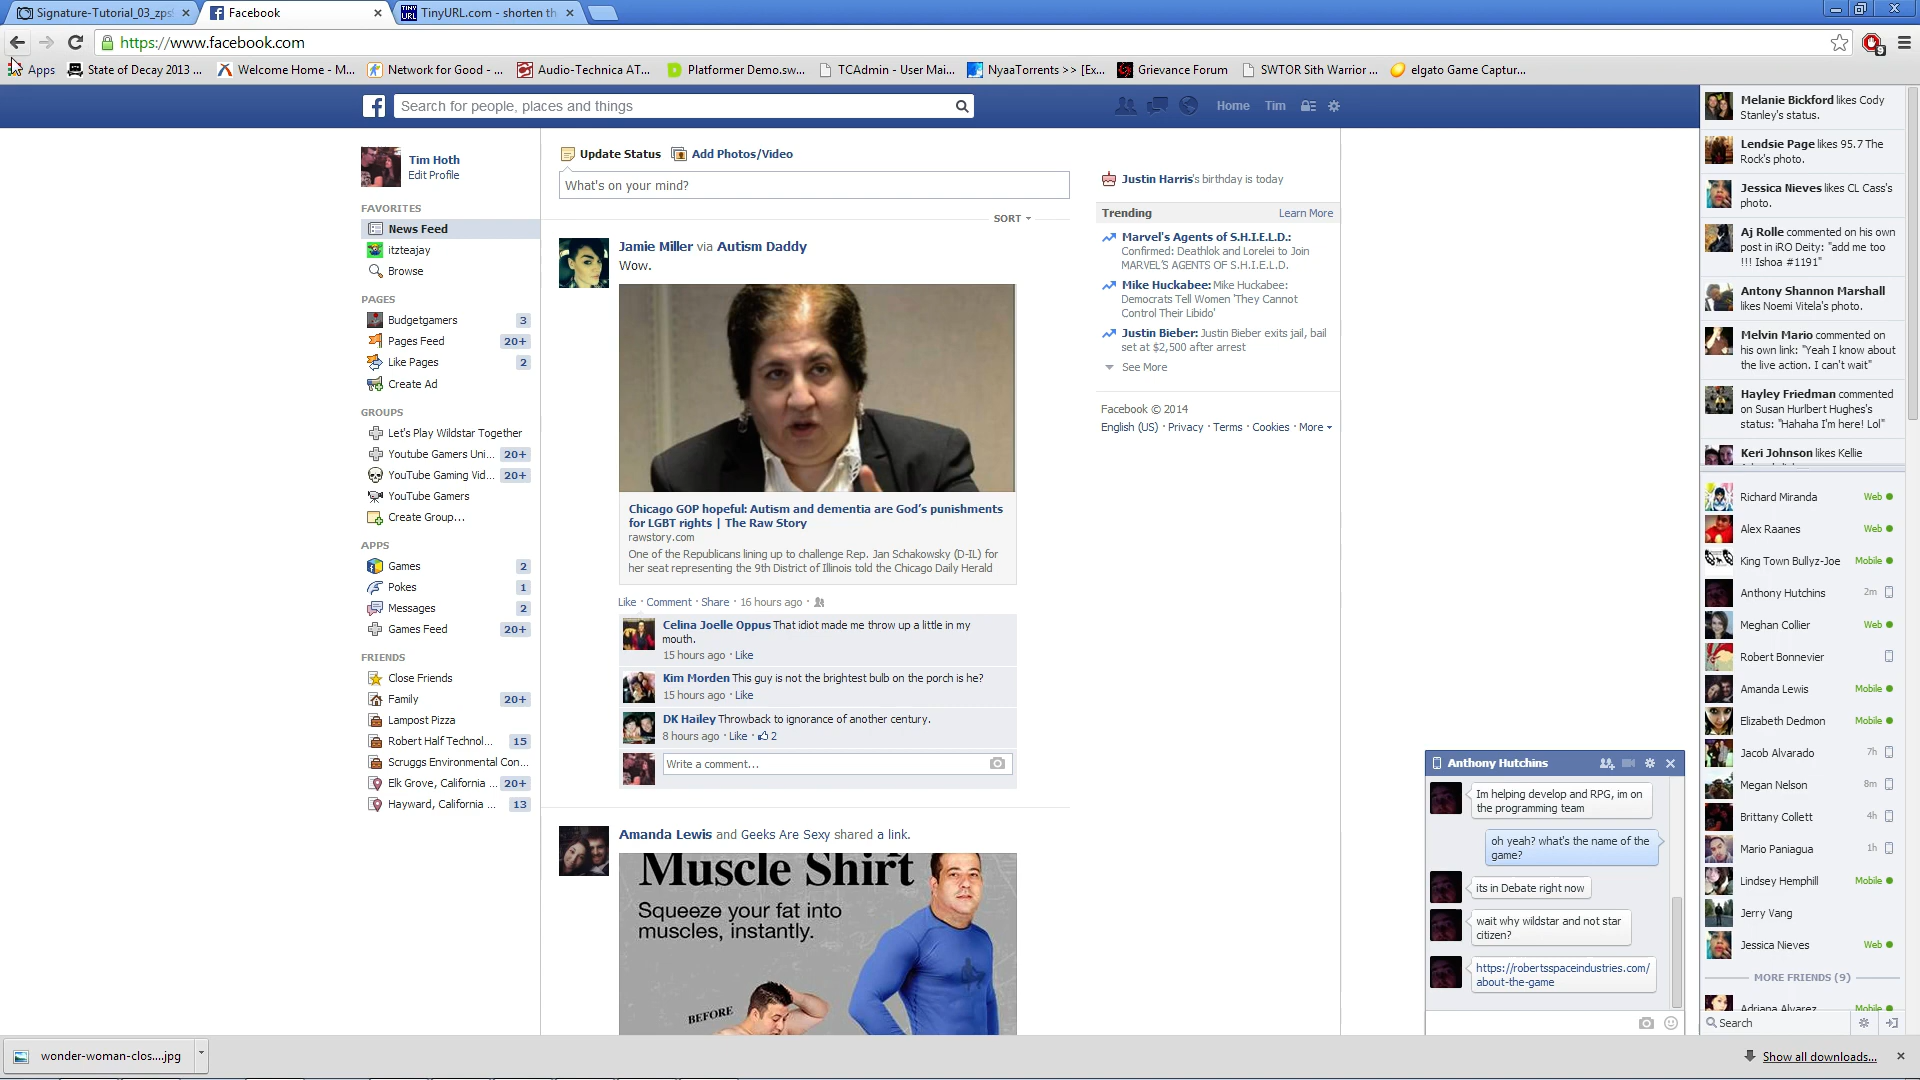 Signature-Tutorial_03_zps
Facebook
TinyURL.com - shorten th
https://www.facebook.com
9
Apps
State of Decay 2013 ...
Welcome Home - M...
Network for Good - ...
Audio-Technica AT...
Platformer Demo.sw...
TCAdmin - User Mai...
NyaaTorrents >> [Ex...
Grievance Forum
SWTOR Sith Warrior ...
elgato Game Captur...
Search for people, places and things
Home
Tim
Tim Hoth
Edit Profile
FAVORITES
News Feed
itzteajay
Browse
PAGES
Budgetgamers 3
Pages Feed 20+
Like Pages 2
Create Ad
GROUPS
Let's Play Wildstar Together
Youtube Gamers Uni... 20+
YouTube Gaming Vid... 20+
YouTube Gamers
Create Group...
APPS
Games 2
Pokes 1
Messages 2
Games Feed 20+
FRIENDS
Close Friends
Family 20+
Lampost Pizza
Robert Half Technol... 15
Scruggs Environmental Con...
Elk Grove, California ... 20+
Hayward, California ... 13
Update Status
Add Photos/Video
What's on your mind?
SORT
Jamie Miller via Autism Daddy
Wow.
Chicago GOP hopeful: Autism and dementia are God's punishments
for LGBT rights | The Raw Story
rawstory.com
One of the Republicans lining up to challenge Rep. Jan Schakowsky (D-IL) for
her seat representing the 9th District of Illinois told the Chicago Daily Herald
Like · Comment · Share · 16 hours ago ·
Celina Joelle Oppus That idiot made me throw up a little in my
mouth.
15 hours ago · Like
Kim Morden This guy is not the brightest bulb on the porch is he?
15 hours ago · Like
DK Hailey Throwback to ignorance of another century.
8 hours ago · Like · 2
Write a comment...
Amanda Lewis and Geeks Are Sexy shared a link.
Muscle Shirt
Squeeze your fat into
muscles, instantly.
BEFORE
Justin Harris's birthday is today
Trending
Learn More
Marvel's Agents of S.H.I.E.L.D.:
Confirmed: Deathlok and Lorelei to Join
MARVEL'S AGENTS OF S.H.I.E.L.D.
Mike Huckabee: Mike Huckabee:
Democrats Tell Women 'They Cannot
Control Their Libido'
Justin Bieber: Justin Bieber exits jail, bail
set at $2,500 after arrest
See More
Facebook © 2014
English (US) · Privacy · Terms · Cookies · More
Melanie Bickford likes Cody
Stanley's status.
Lendsie Page likes 95.7 The
Rock's photo.
Jessica Nieves likes CL Cass's
photo.
Aj Rolle commented on his own
post in iRO Deity: "add me too
!!! Ishoa #1191"
Antony Shannon Marshall
likes Noemi Vitela's photo.
Melvin Mario commented on
his own link: "Yeah I know about
the live action. I can't wait"
Hayley Friedman commented
on Susan Hurlbert Hughes's
status: "Hahaha I'm here! Lol"
Keri Johnson likes Kellie
Richard Miranda Web
Alex Raanes Web
King Town Bullyz-Joe Mobile
Anthony Hutchins 2m
Meghan Collier Web
Robert Bonnevier
Amanda Lewis Mobile
Elizabeth Dedmon Mobile
Jacob Alvarado 7h
Megan Nelson 8m
Brittany Collett 4h
Mario Paniagua 1h
Lindsey Hemphill Mobile
Jerry Vang
Jessica Nieves Web
MORE FRIENDS (9)
Adriana Alvarez Mobile
Search
Anthony Hutchins
Im helping develop and RPG, im on
the programming team
oh yeah? what's the name of the
game?
its in Debate right now
wait why wildstar and not star
citizen?
https://robertsspaceindustries.com/
about-the-game
wonder-woman-clos....jpg
Show all downloads...